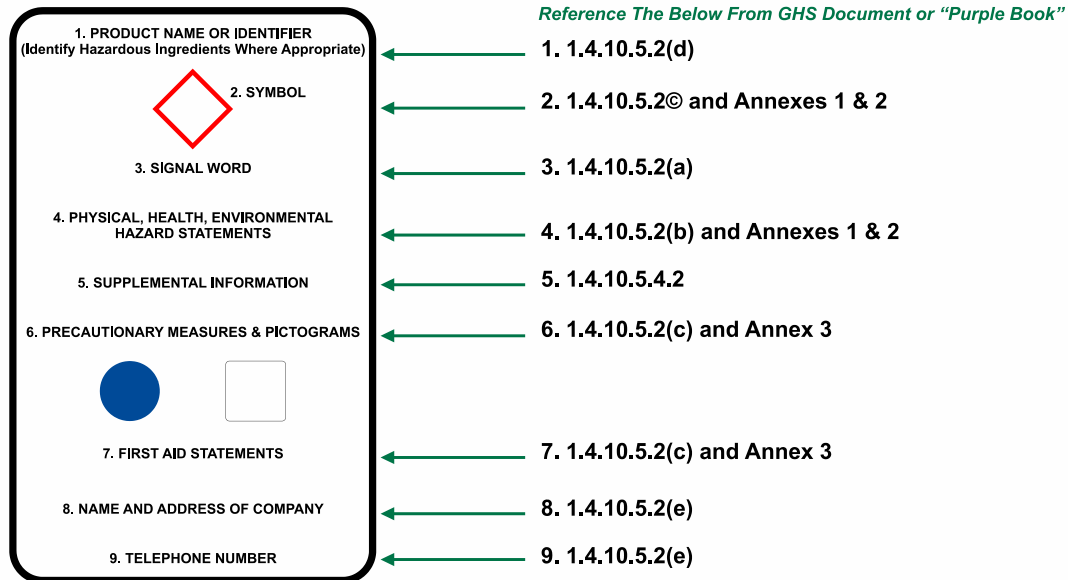 Reference The Below From GHS Document or “Purple Book”
1. PRODUCT NAME OR IDENTIFIER
(Identify Hazardous Ingredients Where Appropriate)
1. 1.4.10.5.2(d)
2. SYMBOL
2. 1.4.10.5.2© and Annexes 1 & 2
3. SIGNAL WORD
3. 1.4.10.5.2(a)
4. PHYSICAL, HEALTH, ENVIRONMENTAL
HAZARD STATEMENTS
4. 1.4.10.5.2(b) and Annexes 1 & 2
5. SUPPLEMENTAL INFORMATION
5. 1.4.10.5.4.2
6. PRECAUTIONARY MEASURES & PICTOGRAMS
6. 1.4.10.5.2(c) and Annex 3
7. FIRST AID STATEMENTS
7. 1.4.10.5.2(c) and Annex 3
8. NAME AND ADDRESS OF COMPANY
8. 1.4.10.5.2(e)
9. TELEPHONE NUMBER
9. 1.4.10.5.2(e)